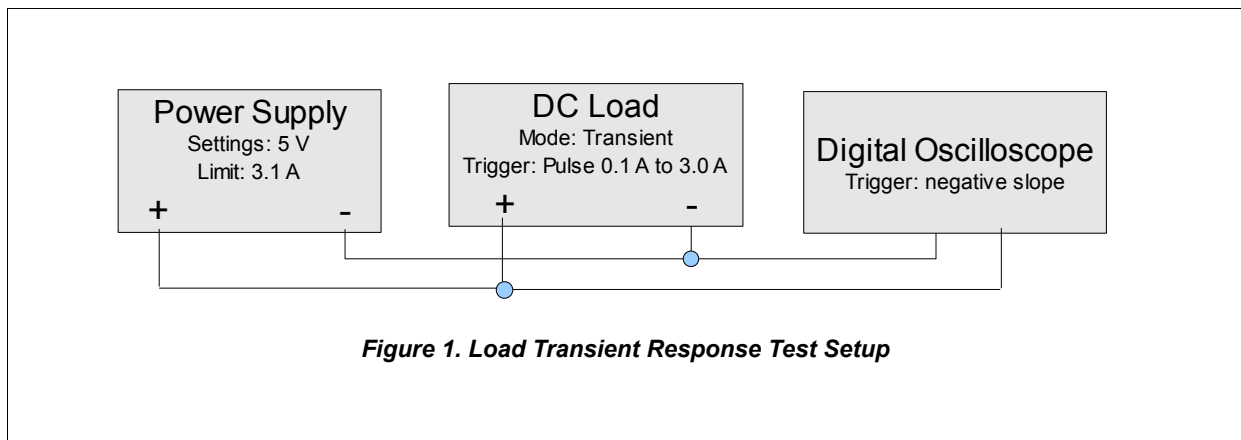 Power Supply
Settings: 5 V
Limit: 3.1 A
+ -
DC Load
Mode: Transient
Trigger: Pulse 0.1 A to 3.0 A
+ -
Digital Oscilloscope
Trigger: negative slope
Figure 1. Load Transient Response Test Setup